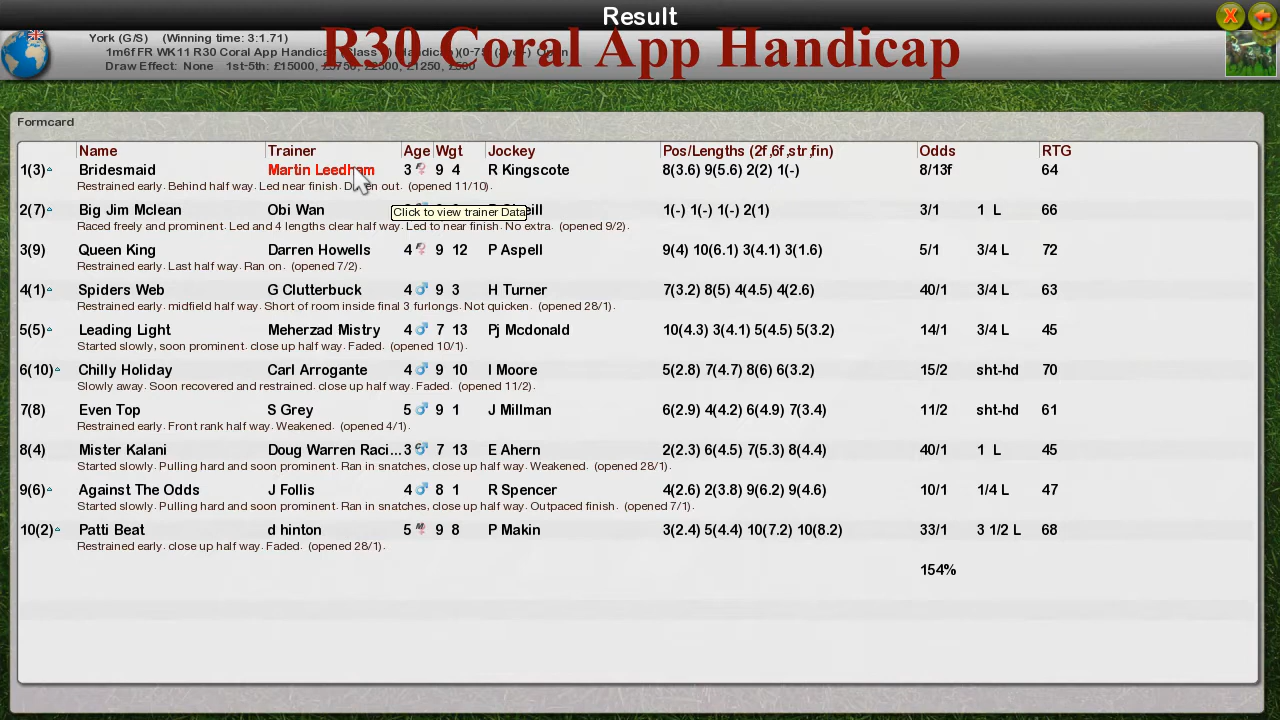 Result
York (G/S) (Winning time: 3:1.71)
R30 Coral App Handicap
1m6f FR WK11 R30 Coral App Handicap
Draw Effect: None 1st-5th: £15000,
Formcard
Name Trainer Age Wgt Jockey Pos/Lengths (2f,6f,str,fin) Odds RTG
1(3) Bridesmaid Martin Leedham 3 9 4 R Kingscote 8(3.6) 9(5.6) 2(2) 1(-) 8/13f 64
Restrained early. Behind half way. Led near finish. out. (opened 11/10).
2(7) Big Jim Mclean Obi Wan 1(-) 1(-) 1(-) 2(1) 3/1 1 L 66
Click to view trainer Data
Raced freely and prominent. Led and 4 lengths clear half way. Led to near finish. No extra. (opened 9/2).
3(9) Queen King Darren Howells 4 9 12 P Aspell 9(4) 10(6.1) 3(4.1) 3(1.6) 5/1 3/4 L 72
Restrained early. Last half way. Ran on. (opened 7/2).
4(1) Spiders Web G Clutterbuck 4 9 3 H Turner 7(3.2) 8(5) 4(4.5) 4(2.6) 40/1 3/4 L 63
Restrained early. midfield half way. Short of room inside final 3 furlongs. Not quicken. (opened 28/1).
5(5) Leading Light Meherzad Mistry 4 7 13 Pj Mcdonald 10(4.3) 3(4.1) 5(4.5) 5(3.2) 14/1 3/4 L 45
Started slowly, soon prominent. close up half way. Faded. (opened 10/1).
6(10) Chilly Holiday Carl Arrogante 4 9 10 I Moore 5(2.8) 7(4.7) 8(6) 6(3.2) 15/2 sht-hd 70
Slowly away. Soon recovered and restrained. close up half way. Faded. (opened 11/2).
7(8) Even Top S Grey 5 9 1 J Millman 6(2.9) 4(4.2) 6(4.9) 7(3.4) 11/2 sht-hd 61
Restrained early. Front rank half way. Weakened. (opened 4/1).
8(4) Mister Kalani Doug Warren Raci... 3 7 13 E Ahern 2(2.3) 6(4.5) 7(5.3) 8(4.4) 40/1 1 L 45
Started slowly. Pulling hard and soon prominent. Ran in snatches, close up half way. Weakened. (opened 28/1).
9(6) Against The Odds J Follis 4 8 1 R Spencer 4(2.6) 2(3.8) 9(6.2) 9(4.6) 10/1 1/4 L 47
Started slowly. Pulling hard and soon prominent. Ran in snatches, close up half way. Outpaced finish. (opened 7/1).
10(2) Patti Beat d hinton 5 9 8 P Makin 3(2.4) 5(4.4) 10(7.2) 10(8.2) 33/1 3 1/2 L 68
Restrained early. close up half way. Faded. (opened 28/1).
154%